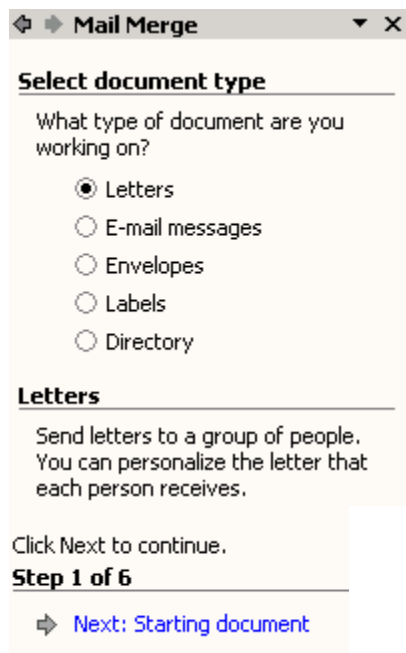 Mail Merge
Select document type
What type of document are you
working on?
Letters
E-mail messages
Envelopes
Labels
Directory
Letters
Send letters to a group of people.
You can personalize the letter that
each person receives.
Click Next to continue.
Step 1 of 6
Next: Starting document